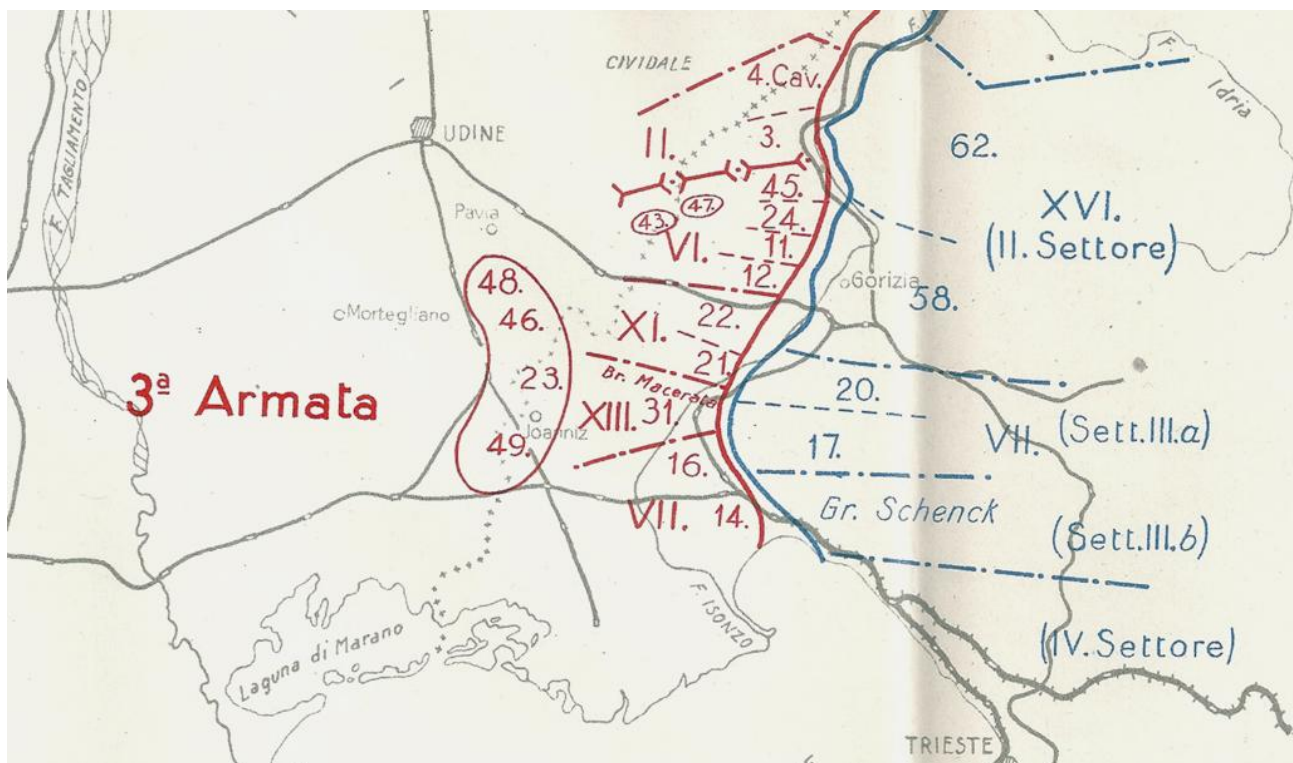 F. I
F.
Idria
CIVIDALE
4. Cav.
F. TAGLIAMENTO
UDINE
II.
3.
62.
45.
Pavia
43.
47.
24.
XVI.
(II. Settore)
VI.
11.
12.
Gorizia
58.
48.
Mortegliano
46.
22.
XI.
21.
3ª Armata
23.
Br. Macerata
20.
XIII.
31.
Joanniz
VII.
(Sett.III.a)
49.
16.
17.
VII.
14.
Gr. Schenck
(Sett.III.b)
F. ISONZO
Laguna di Marano
(IV. Settore)
TRIESTE